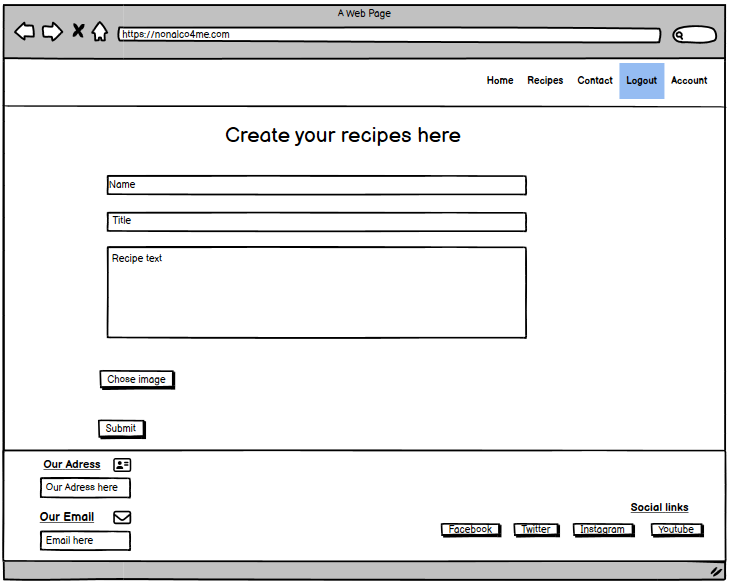 A Web Page
https://nonalco4me.com
Home Recipes Contact Logout Account
Create your recipes here
Name
Title
Recipe text
Chose image
Submit
Our Adress
Our Adress here
Our Email
Email here
Social links
Facebook Twitter Instagram Youtube